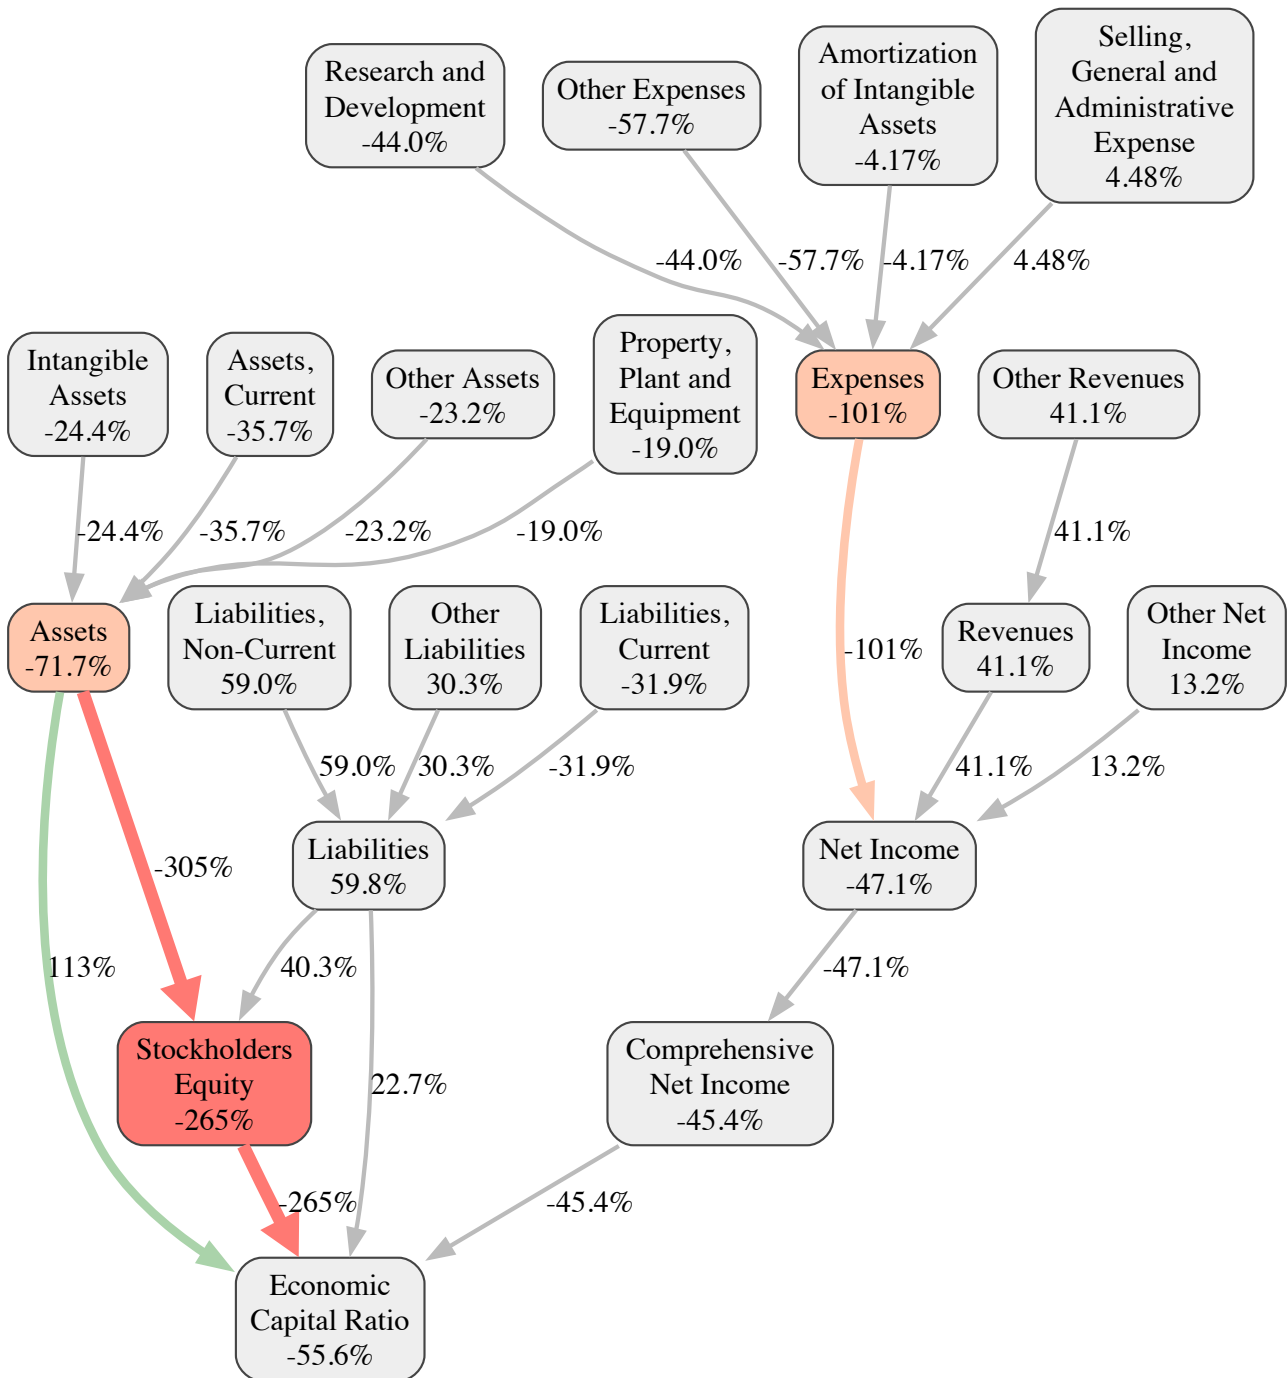 Research and
Development
-44.0%
Other Expenses
-57.7%
Amortization
of Intangible
Assets
-4.17%
Selling,
General and
Administrative
Expense
4.48%
-44.0%
-57.7%
-4.17%
4.48%
Intangible
Assets
-24.4%
Assets,
Current
-35.7%
Other Assets
-23.2%
Property,
Plant and
Equipment
-19.0%
Expenses
-101%
Other Revenues
41.1%
-24.4%
-35.7%
-23.2%
-19.0%
41.1%
Assets
-71.7%
Liabilities,
Non-Current
59.0%
Other
Liabilities
30.3%
Liabilities,
Current
-31.9%
-101%
Revenues
41.1%
Other Net
Income
13.2%
59.0%
30.3%
-31.9%
41.1%
13.2%
-305%
Liabilities
59.8%
Net Income
-47.1%
113%
40.3%
-47.1%
Stockholders
Equity
-265%
22.7%
Comprehensive
Net Income
-45.4%
-265%
-45.4%
Economic
Capital Ratio
-55.6%